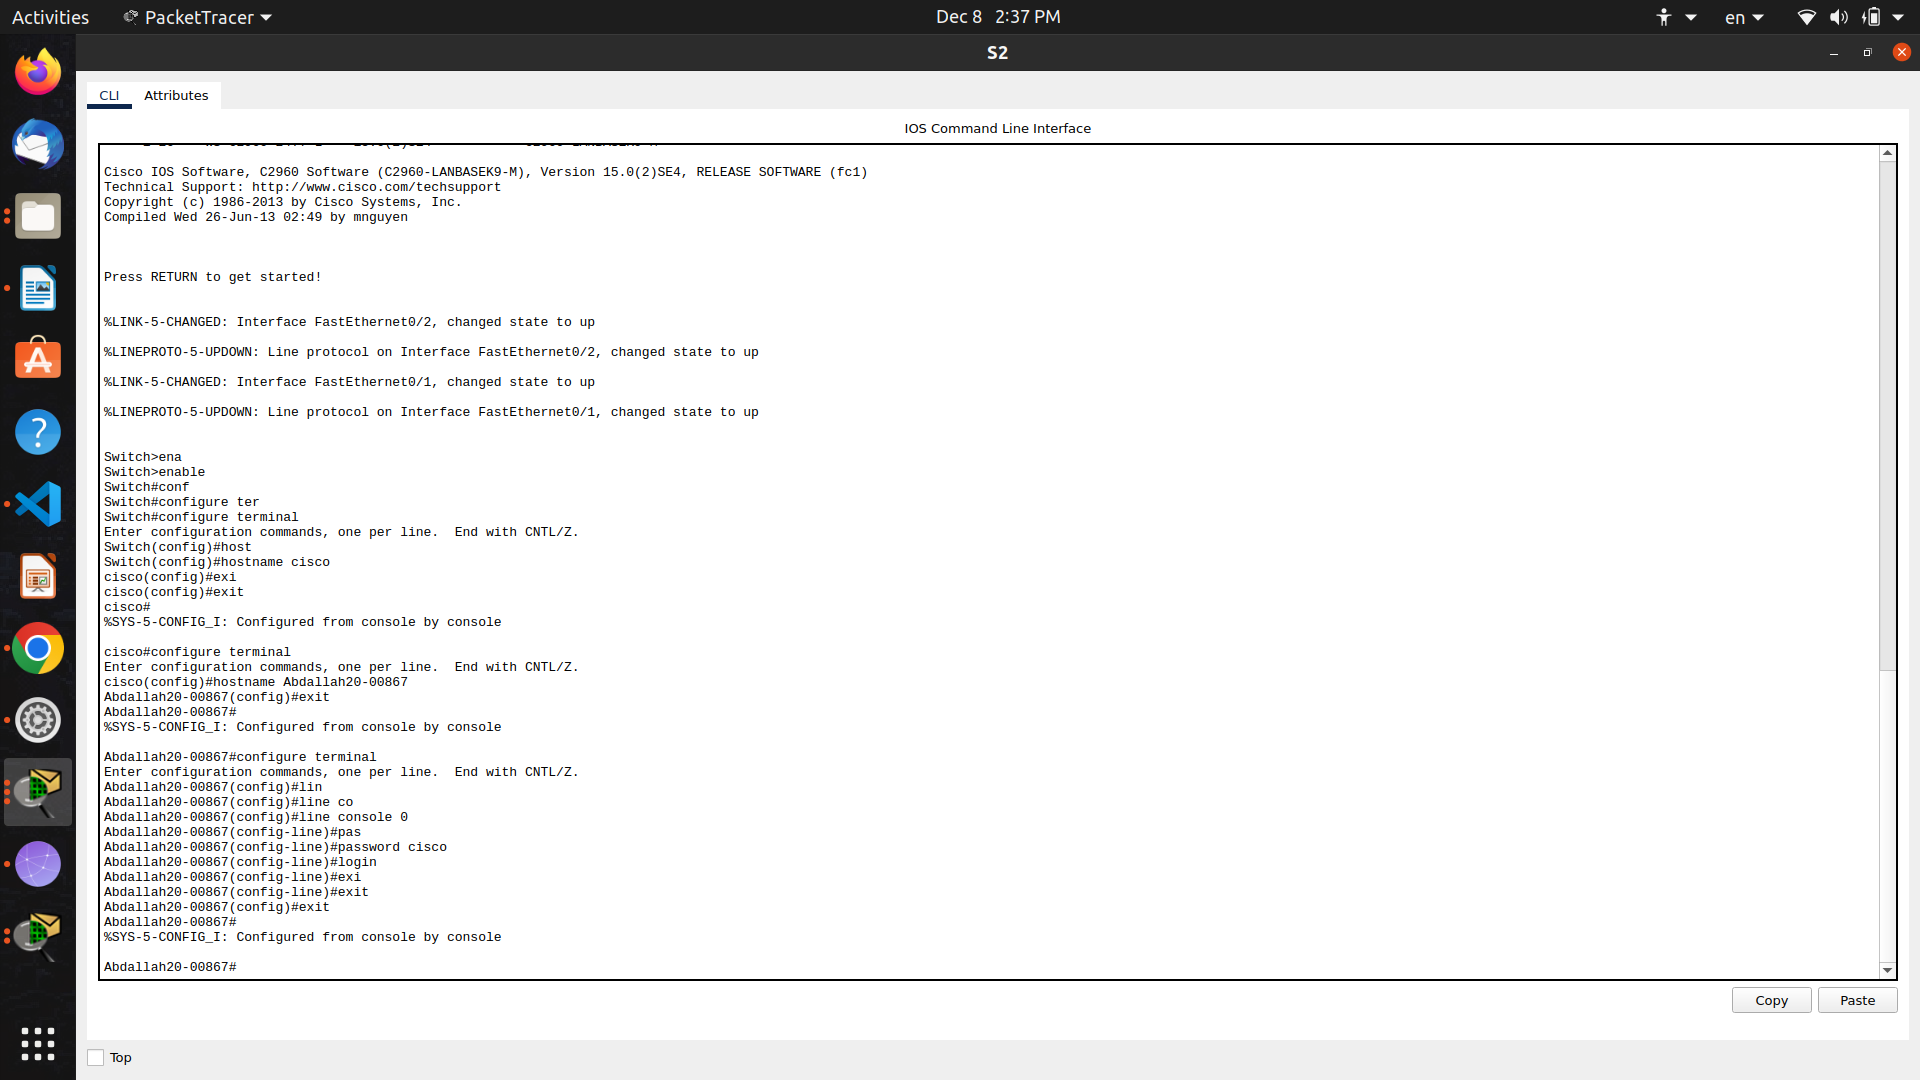 Activities
PacketTracer
Dec 8 2:37 PM
en
S2
CLI
Attributes
IOS Command Line Interface
Cisco IOS Software, C2960 Software (C2960-LANBASEK9-M), Version 15.0(2)SE4, RELEASE SOFTWARE (fc1)
Technical Support: http://www.cisco.com/techsupport
Copyright (c) 1986-2013 by Cisco Systems, Inc.
Compiled Wed 26-Jun-13 02:49 by mnguyen
Press RETURN to get started!
%LINK-5-CHANGED: Interface FastEthernet0/2, changed state to up
%LINEPROTO-5-UPDOWN: Line protocol on Interface FastEthernet0/2, changed state to up
%LINK-5-CHANGED: Interface FastEthernet0/1, changed state to up
%LINEPROTO-5-UPDOWN: Line protocol on Interface FastEthernet0/1, changed state to up
Switch>ena
Switch>enable
Switch#conf
Switch#configure ter
Switch#configure terminal
Enter configuration commands, one per line.  End with CNTL/Z.
Switch(config)#host
Switch(config)#hostname cisco
cisco(config)#exi
cisco(config)#exit
cisco#
%SYS-5-CONFIG_I: Configured from console by console
cisco#configure terminal
Enter configuration commands, one per line.  End with CNTL/Z.
cisco(config)#hostname Abdallah20-00867
Abdallah20-00867(config)#exit
Abdallah20-00867#
%SYS-5-CONFIG_I: Configured from console by console
Abdallah20-00867#configure terminal
Enter configuration commands, one per line.  End with CNTL/Z.
Abdallah20-00867(config)#lin
Abdallah20-00867(config)#line co
Abdallah20-00867(config)#line console 0
Abdallah20-00867(config-line)#pas
Abdallah20-00867(config-line)#password cisco
Abdallah20-00867(config-line)#login
Abdallah20-00867(config-line)#exi
Abdallah20-00867(config-line)#exit
Abdallah20-00867(config)#exit
Abdallah20-00867#
%SYS-5-CONFIG_I: Configured from console by console
Abdallah20-00867#
Copy
Paste
Top